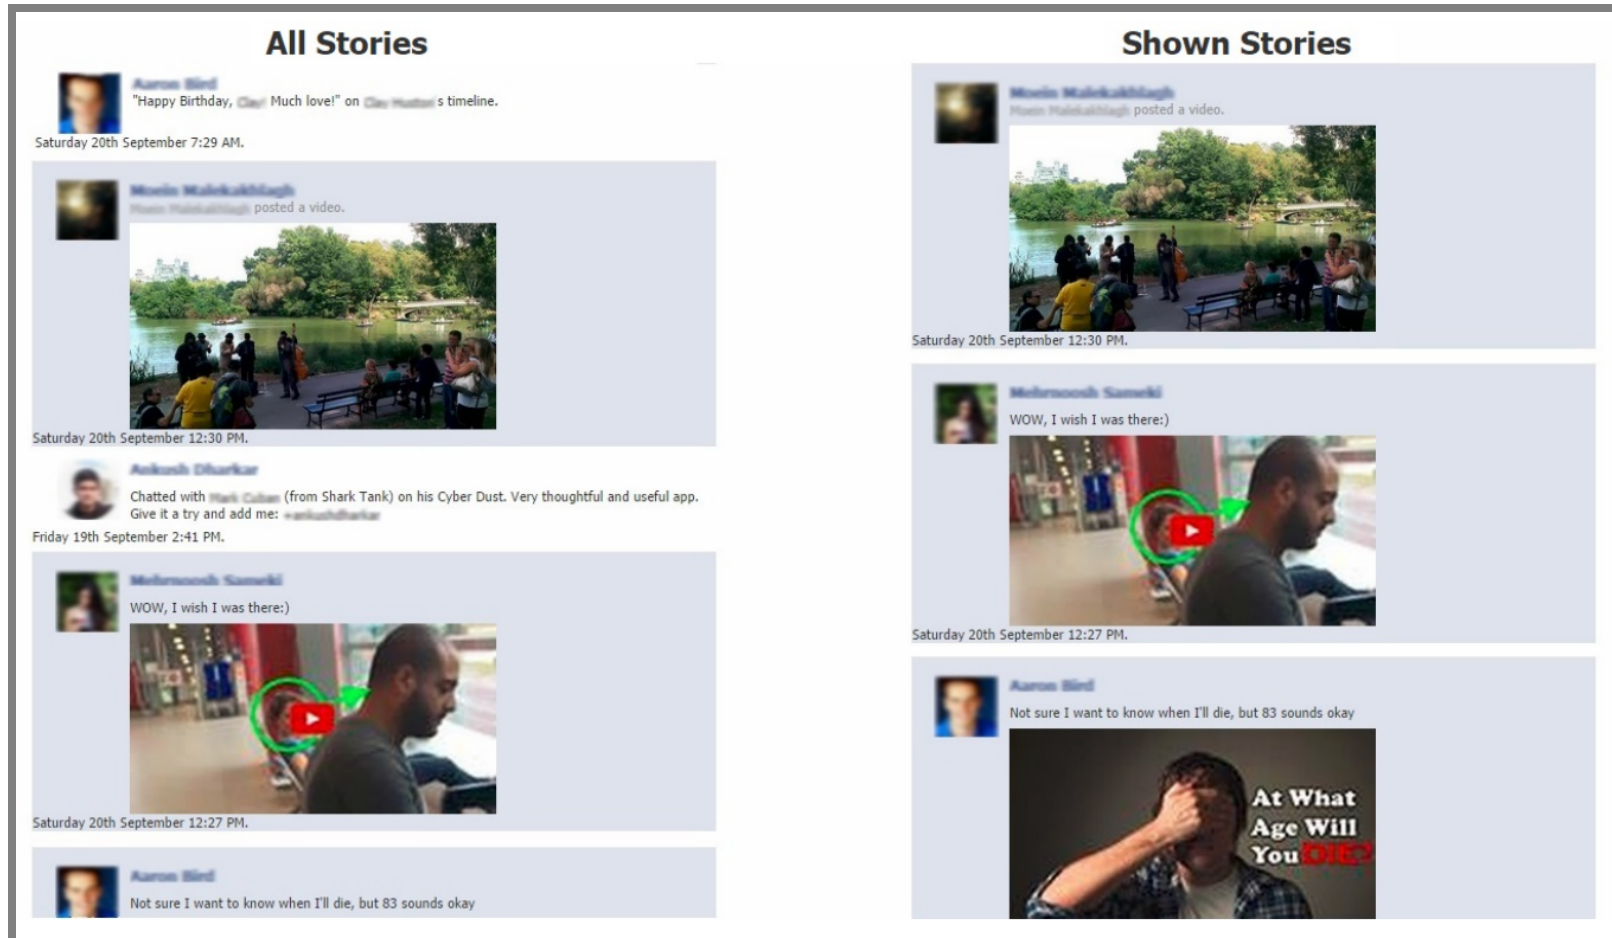 All Stories
"Happy Birthday, Much love!" on 's timeline.
Saturday 20th September 7:29 AM.
posted a video.
Saturday 20th September 12:30 PM.
Chatted with (from Shark Tank) on his Cyber Dust. Very thoughtful and useful app.
Give it a try and add me:
Friday 19th September 2:41 PM.
WOW, I wish I was there:)
Saturday 20th September 12:27 PM.
Not sure I want to know when I'll die, but 83 sounds okay
Shown Stories
posted a video.
Saturday 20th September 12:30 PM.
WOW, I wish I was there:)
Saturday 20th September 12:27 PM.
Not sure I want to know when I'll die, but 83 sounds okay
At What
Age Will
You DIE?